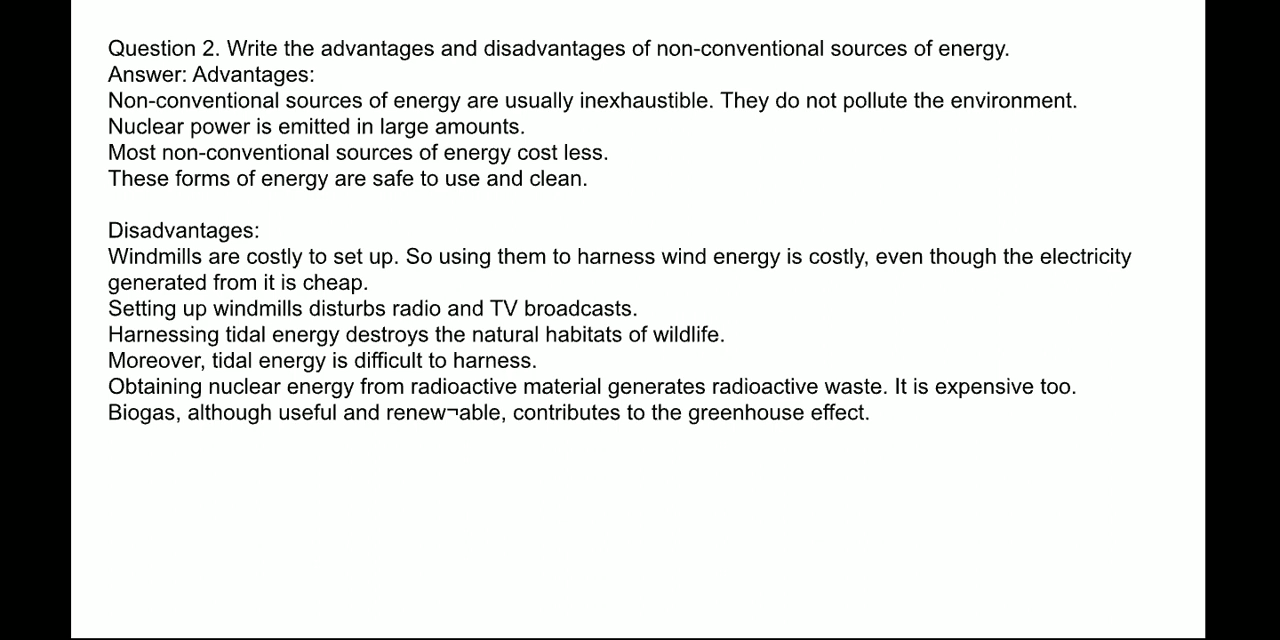 Question 2. Write the advantages and disadvantages of non-conventional sources of energy.
Answer: Advantages:
Non-conventional sources of energy are usually inexhaustible. They do not pollute the environment.
Nuclear power is emitted in large amounts.
Most non-conventional sources of energy cost less.
These forms of energy are safe to use and clean.
Disadvantages:
Windmills are costly to set up. So using them to harness wind energy is costly, even though the electricity
generated from it is cheap.
Setting up windmills disturbs radio and TV broadcasts.
Harnessing tidal energy destroys the natural habitats of wildlife.
Moreover, tidal energy is difficult to harness.
Obtaining nuclear energy from radioactive material generates radioactive waste. It is expensive too.
Biogas, although useful and renew¬able, contributes to the greenhouse effect.